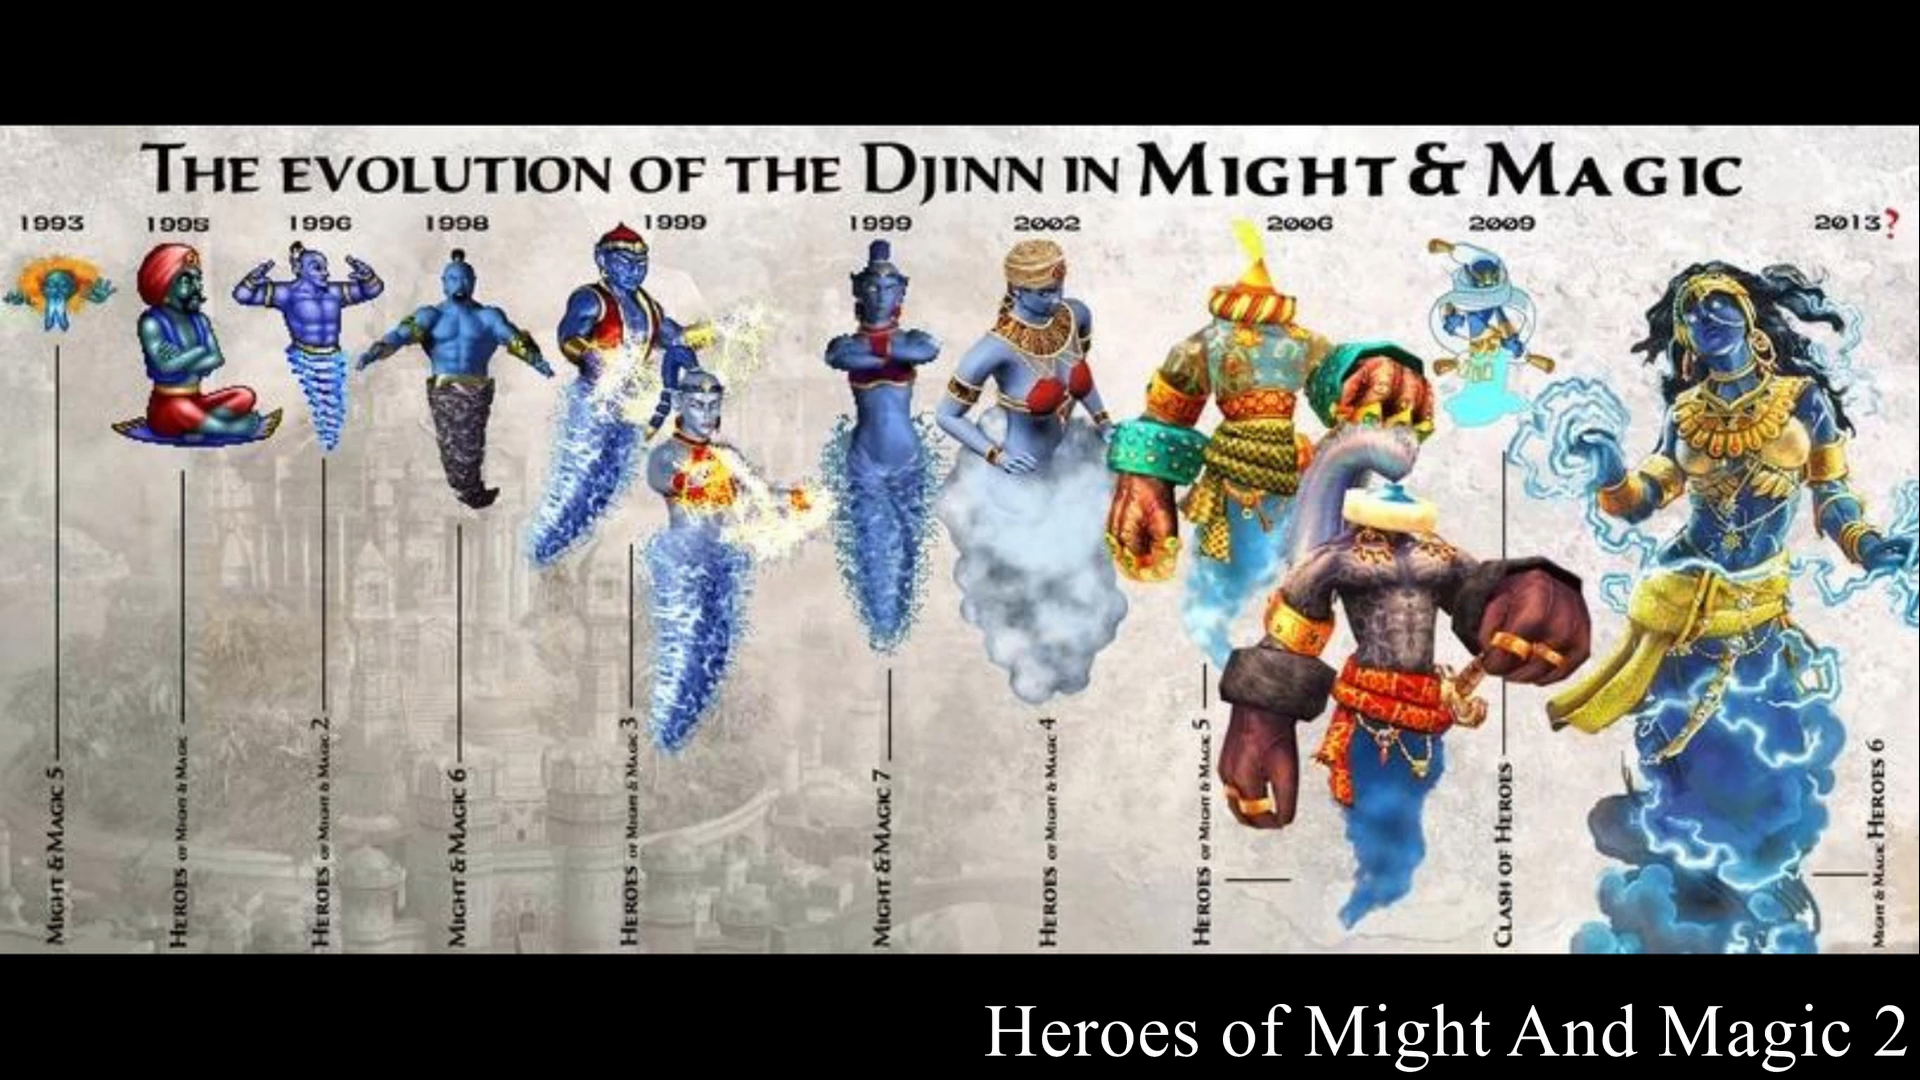 The evolution of the Djinn in Might & Magic
1993 1995 1996 1998 1999 1999 2002 2006 2009 2013?
Might & Magic 5
Heroes of Might & Magic
Heroes of Might & Magic 2
Might & Magic 6
Heroes of Might & Magic 3
Might & Magic 7
Heroes of Might & Magic 4
Heroes of Might & Magic 5
Clash of Heroes
Might & Magic Heroes 6
Heroes of Might And Magic 2